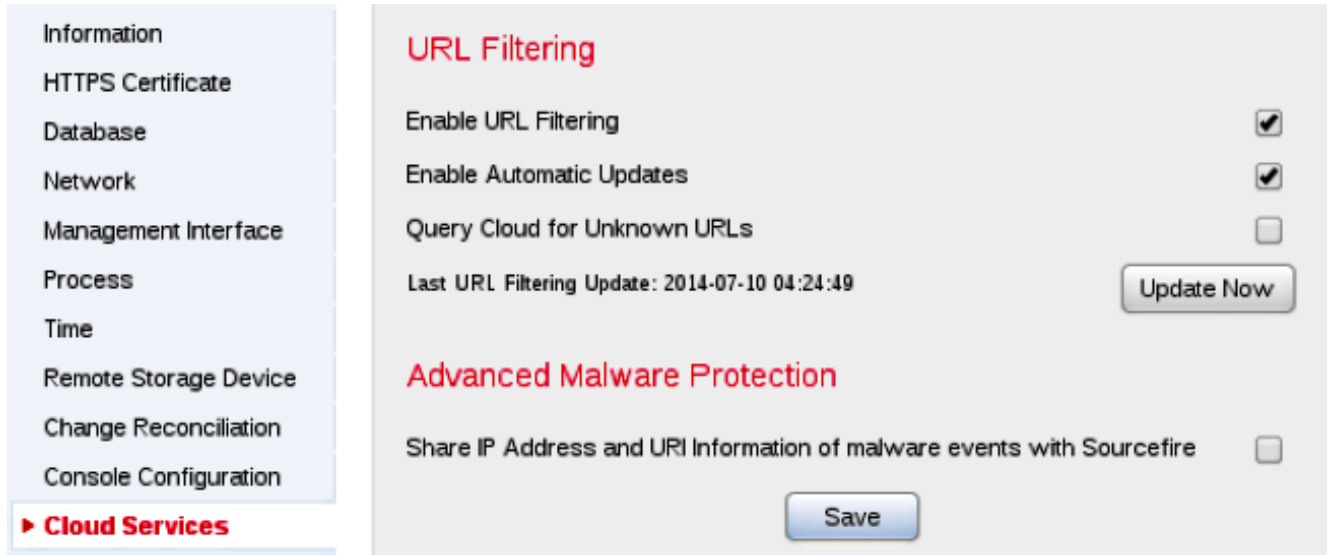 Information
HTTPS Certificate
Database
Network
Management Interface
Process
Time
Remote Storage Device
Change Reconciliation
Console Configuration
Cloud Services
URL Filtering
Enable URL Filtering
Enable Automatic Updates
Query Cloud for Unknown URLs
Last URL Filtering Update: 2014-07-10 04:24:49
Update Now
Advanced Malware Protection
Share IP Address and URI Information of malware events with Sourcefire
Save